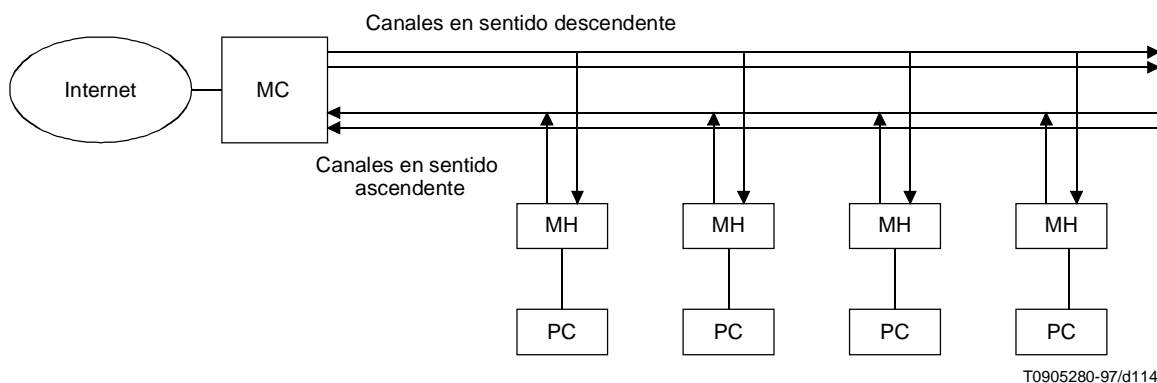 Canales en sentido descendente
Internet
MC
Canales en sentido
ascendente
MH
MH
MH
MH
PC
PC
PC
PC
T0905280-97/d114